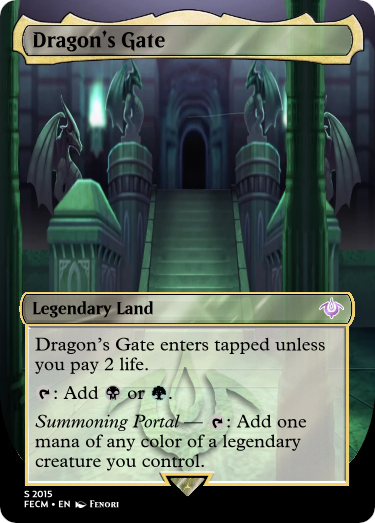 Dragon's Gate
Legendary Land
Dragon's Gate enters tapped unless
you pay 2 life.
: Add or .
Summoning Portal — : Add one
mana of any color of a legendary
creature you control.
S 2015
FECM • EN Fenori